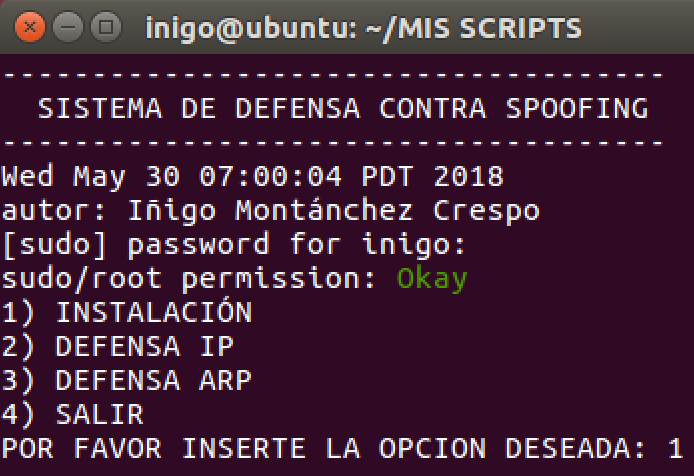 inigo@ubuntu: ~/MIS SCRIPTS
-------------------------------------
SISTEMA DE DEFENSA CONTRA SPOOFING
-------------------------------------
Wed May 30 07:00:04 PDT 2018
autor: Iñigo Montánchez Crespo
[sudo] password for inigo:
sudo/root permission: Okay
1) INSTALACIÓN
2) DEFENSA IP
3) DEFENSA ARP
4) SALIR
POR FAVOR INSERTE LA OPCION DESEADA: 1